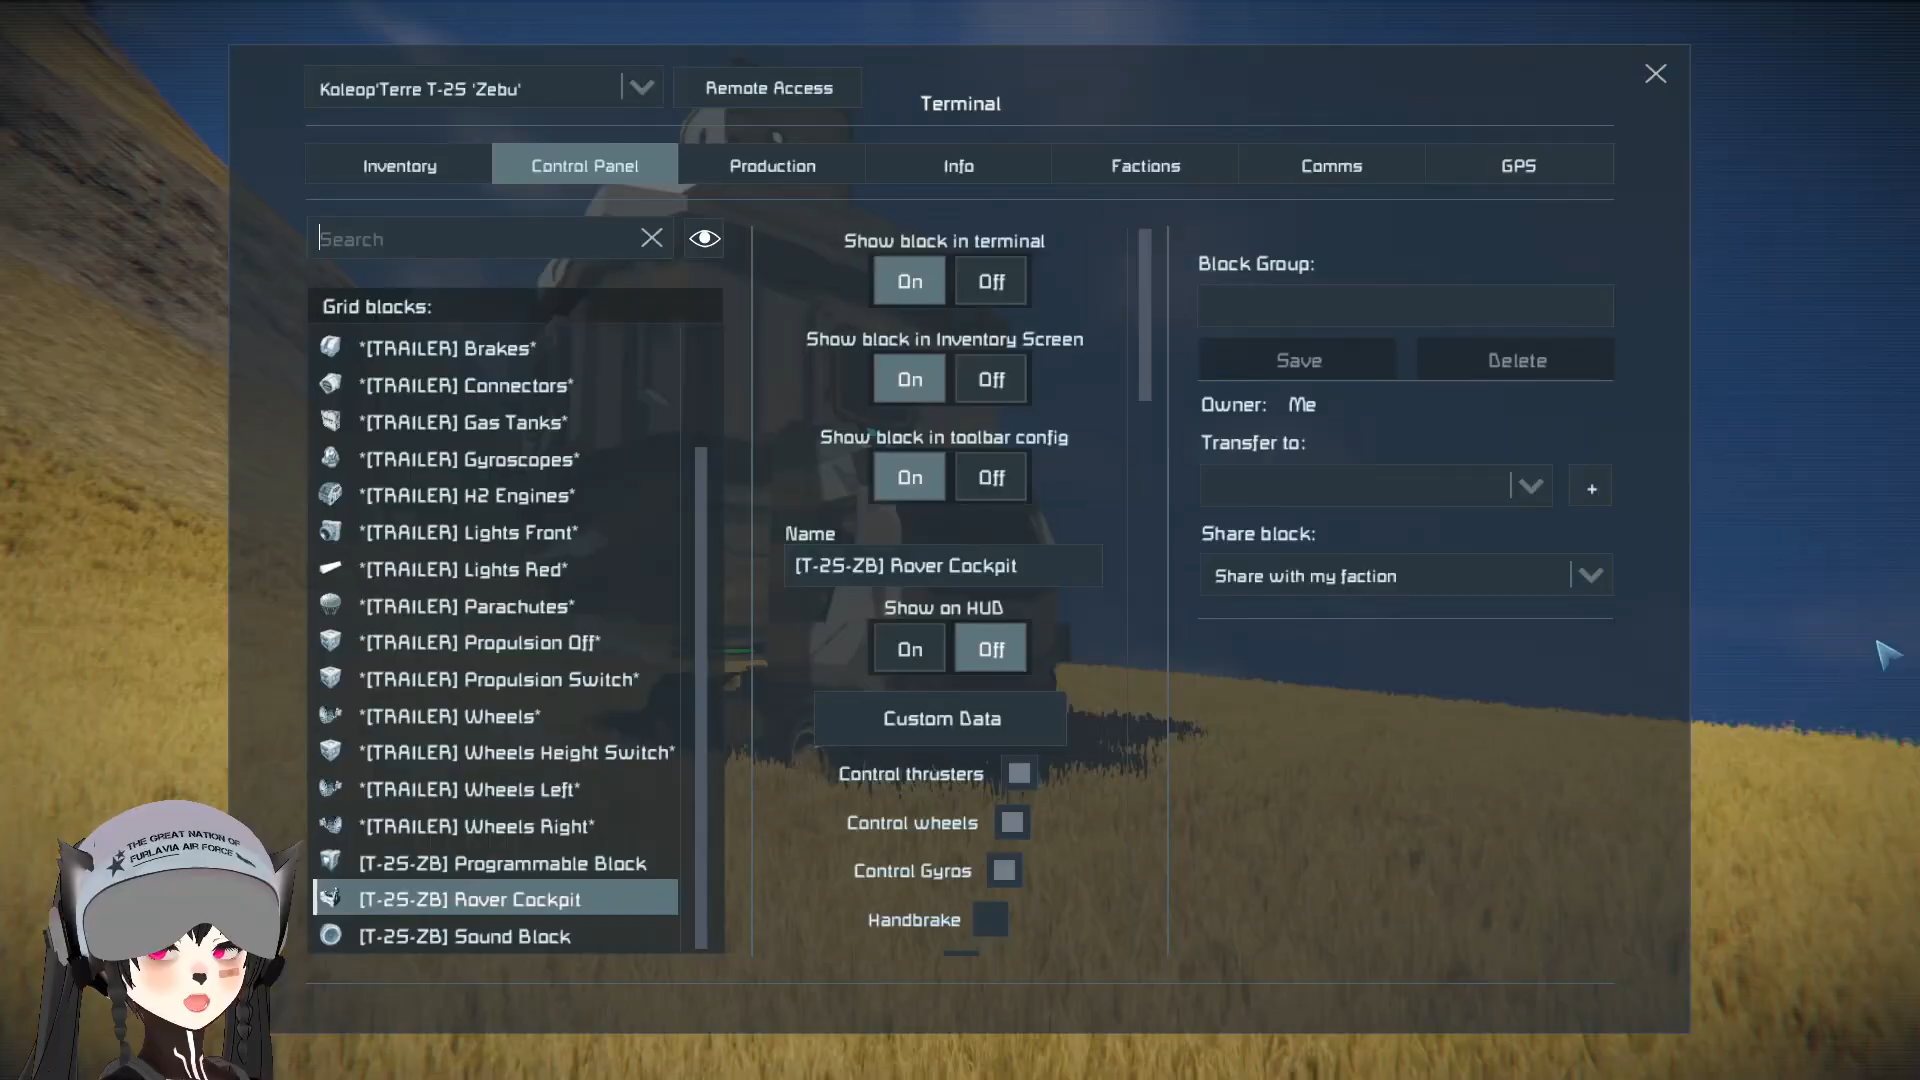 Koleop'Terre T-2S 'Zebu'
Remote Access
Terminal
Inventory
Control Panel
Production
Info
Factions
Comms
GPS
Search
Grid blocks:
*[TRAILER] Brakes*
*[TRAILER] Connectors*
*[TRAILER] Gas Tanks*
*[TRAILER] Gyroscopes*
*[TRAILER] H2 Engines*
*[TRAILER] Lights Front*
*[TRAILER] Lights Red*
*[TRAILER] Parachutes*
*[TRAILER] Propulsion Off*
*[TRAILER] Propulsion Switch*
*[TRAILER] Wheels*
*[TRAILER] Wheels Height Switch*
*[TRAILER] Wheels Left*
*[TRAILER] Wheels Right*
[T-2S-ZB] Programmable Block
[T-2S-ZB] Rover Cockpit
[T-2S-ZB] Sound Block
Show block in terminal
On
Off
Show block in Inventory Screen
On
Off
Show block in toolbar config
On
Off
Name
[T-2S-ZB] Rover Cockpit
Show on HUD
On
Off
Custom Data
Control thrusters
Control wheels
Control Gyros
Handbrake
Block Group:
Save
Delete
Owner: Me
Transfer to:
+
Share block:
Share with my faction
THE GREAT NATION OF
FURLAVIA AIR FORCE